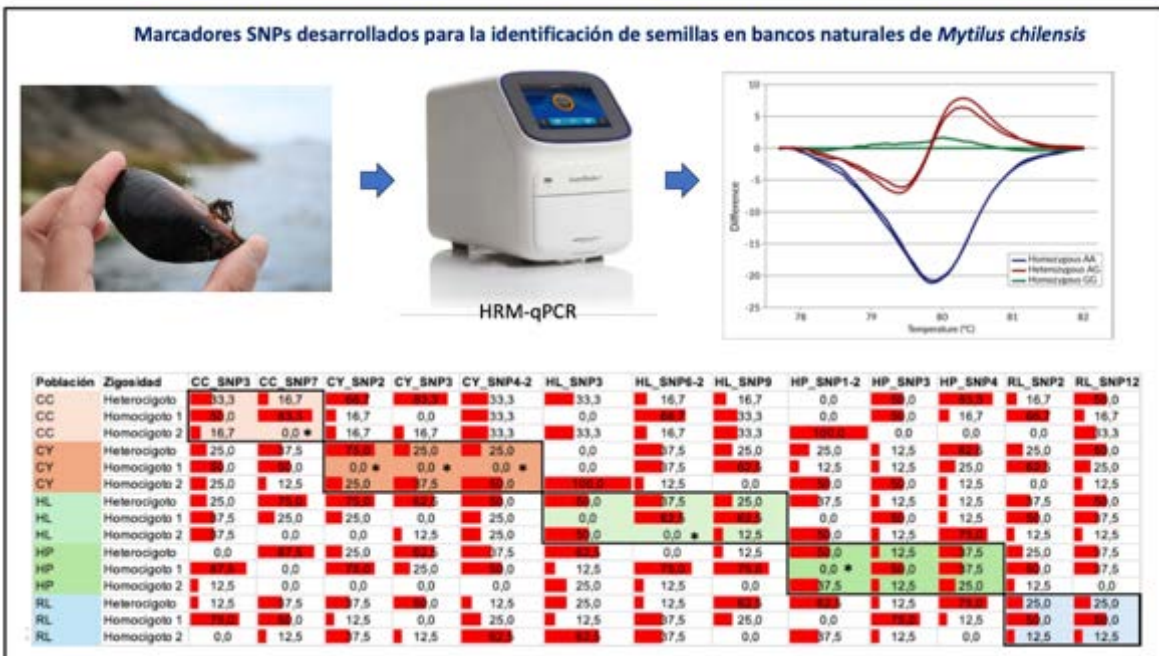 Marcadores SNPs desarrollados para la identificación de semillas en bancos naturales de Mytilus chilensis
HRM-qPCR
10
5
0
-5
-10
-15
-20
-25
Difference
Homozygous AA
Heterozygous AG
Homozygous GG
78 79 80 81 82
Temperature (°C)
Población Zigosidad CC_SNP3 CC_SNP7 CY_SNP2 CY_SNP3 CY_SNP4-2 HL_SNP3 HL_SNP6-2 HL_SNP9 HP_SNP1-2 HP_SNP3 HP_SNP4 RL_SNP2 RL_SNP12
CC Heterocigoto 33,3 16,7 66,7 83,3 33,3 33,3 16,7 16,7 0,0 50,0 83,3 16,7 50,0
CC Homocigoto 1 50,0 83,3 16,7 0,0 33,3 0,0 66,7 33,3 0,0 50,0 16,7 66,7 16,7
CC Homocigoto 2 16,7 0,0 * 16,7 16,7 33,3 33,3 16,7 33,3 100,0 0,0 0,0 0,0 33,3
CY Heterocigoto 25,0 37,5 75,0 25,0 25,0 0,0 37,5 25,0 25,0 12,5 62,5 25,0 50,0
CY Homocigoto 1 50,0 50,0 0,0 * 0,0 * 0,0 * 0,0 37,5 62,5 12,5 12,5 25,0 62,5 12,5
CY Homocigoto 2 25,0 12,5 25,0 37,5 50,0 100,0 12,5 0,0 50,0 50,0 12,5 0,0 12,5
HL Heterocigoto 25,0 75,0 75,0 62,5 50,0 50,0 37,5 25,0 37,5 12,5 12,5 37,5 50,0
HL Homocigoto 1 37,5 25,0 25,0 0,0 25,0 0,0 62,5 62,5 0,0 50,0 12,5 50,0 37,5
HL Homocigoto 2 37,5 0,0 0,0 12,5 25,0 50,0 0,0 * 12,5 50,0 12,5 75,0 12,5 12,5
HP Heterocigoto 0,0 87,5 25,0 62,5 37,5 62,5 0,0 12,5 50,0 12,5 37,5 50,0 50,0
HP Homocigoto 1 87,5 0,0 75,0 25,0 50,0 0,0 75,0 75,0 0,0 * 50,0 37,5 50,0 37,5
HP Homocigoto 2 12,5 0,0 0,0 0,0 0,0 25,0 12,5 0,0 37,5 12,5 25,0 0,0 0,0
RL Heterocigoto 12,5 37,5 37,5 50,0 12,5 25,0 12,5 62,5 62,5 12,5 75,0 25,0 25,0
RL Homocigoto 1 75,0 50,0 12,5 0,0 25,0 12,5 37,5 25,0 0,0 75,0 12,5 50,0 50,0
RL Homocigoto 2 0,0 12,5 37,5 12,5 62,5 62,5 37,5 0,0 37,5 12,5 0,0 12,5 12,5